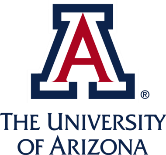 A
®
THE UNIVERSITY
OF ARIZONA